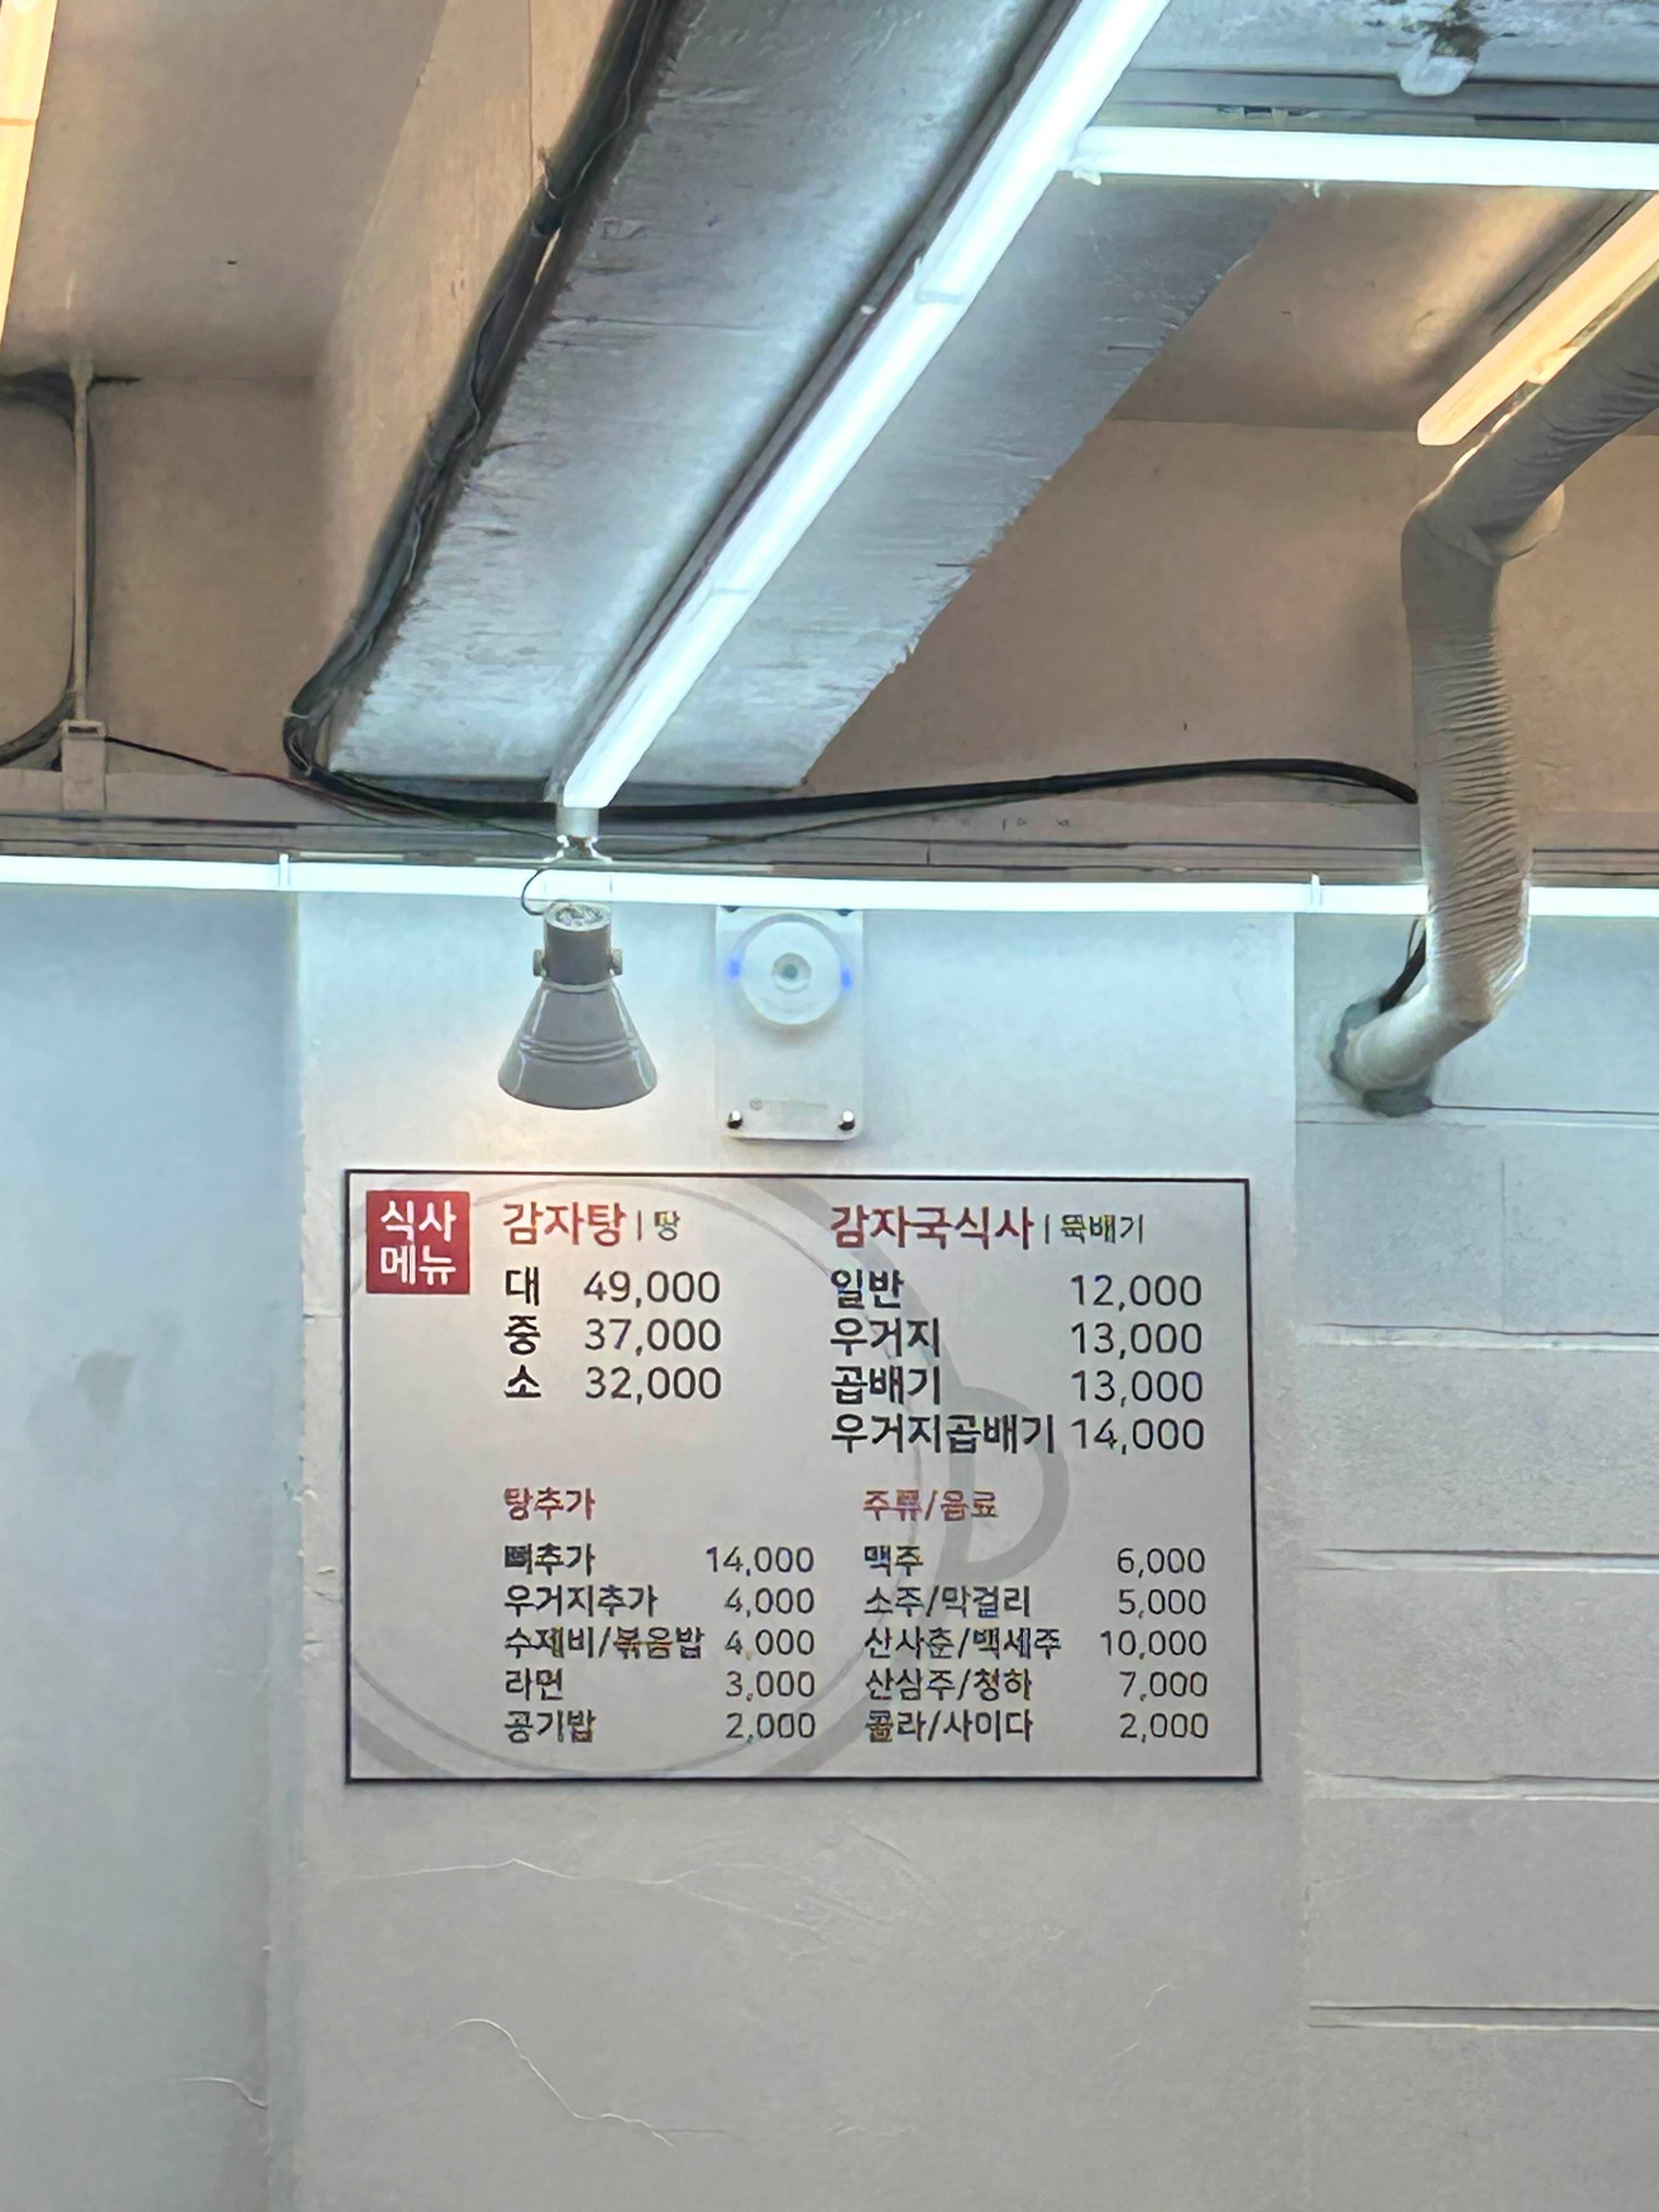 식사
메뉴
감자탕 | 탕
대 49,000
중 37,000
소 32,000
감자국식사 | 뚝배기
일반 12,000
우거지 13,000
곱배기 13,000
우거지곱배기 14,000
탕추가
뼈추가 14,000
우거지추가 4,000
수제비/볶음밥 4,000
라면 3,000
공기밥 2,000
주류/음료
맥주 6,000
소주/막걸리 5,000
산사춘/백세주 10,000
산삼주/청하 7,000
콜라/사이다 2,000